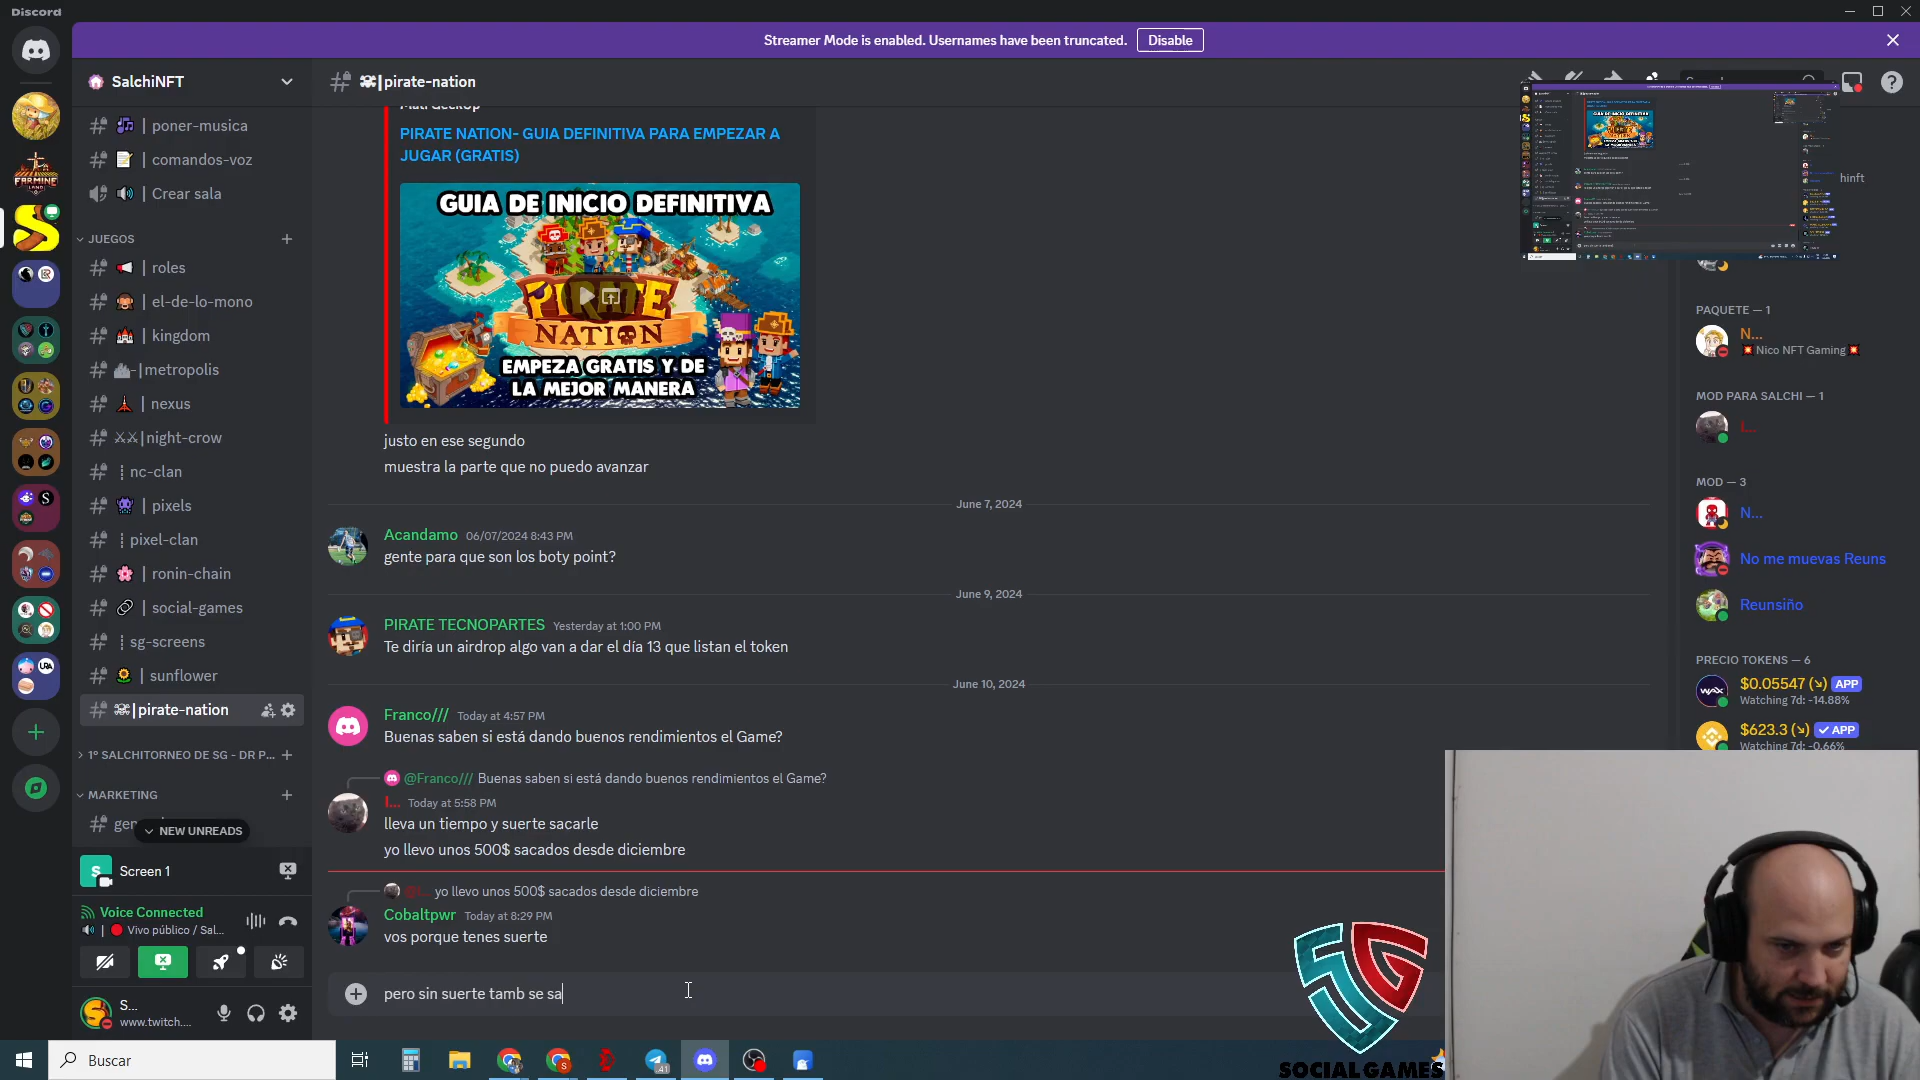 Discord
Streamer Mode is enabled. Usernames have been truncated.
Disable
SalchiNFT
pirate-nation
| poner-musica
| comandos-voz
| Crear sala
JUEGOS
| roles
| el-de-lo-mono
| kingdom
-|metropolis
| nexus
|night-crow
nc-clan
| pixels
pixel-clan
| ronin-chain
| social-games
sg-screens
| sunflower
|pirate-nation
1º SALCHITORNEO DE SG - DR P...
MARKETING
NEW UNREADS
Screen 1
Voice Connected
Vivo público / Sal...
S...
www.twitch....
PIRATE NATION- GUIA DEFINITIVA PARA EMPEZAR A
JUGAR (GRATIS)
GUIA DE INICIO DEFINITIVA
PIRATE
NATION
EMPEZA GRATIS Y DE
LA MEJOR MANERA
justo en ese segundo
muestra la parte que no puedo avanzar
June 7, 2024
Acandamo 06/07/2024 8:43 PM
gente para que son los boty point?
June 9, 2024
PIRATE TECNOPARTES Yesterday at 1:00 PM
Te diría un airdrop algo van a dar el día 13 que listan el token
June 10, 2024
Franco/// Today at 4:57 PM
Buenas saben si está dando buenos rendimientos el Game?
@Franco/// Buenas saben si está dando buenos rendimientos el Game?
I... Today at 5:58 PM
lleva un tiempo y suerte sacarle
yo llevo unos 500$ sacados desde diciembre
yo llevo unos 500$ sacados desde diciembre
Cobaltpwr Today at 8:29 PM
vos porque tenes suerte
pero sin suerte tamb se sa
hinft
PAQUETE — 1
N...
Nico NFT Gaming
MOD PARA SALCHI — 1
I...
MOD — 3
N...
No me muevas Reuns
Reunsiño
PRECIO TOKENS — 6
$0.05547 (↘) APP
Watching 7d: -14.88%
$623.3 (↘) APP
Watching 7d: -0.66%
SOCIAL GAMES
Buscar